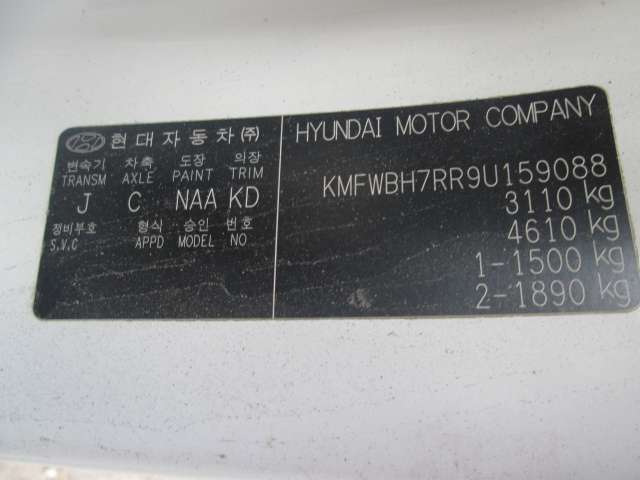 현대자동차㈜
변속기 차축 도장 의장
TRANSM AXLE PAINT TRIM
J C NAA KD
정비부호 형식 승인 번호
S.V.C APPD MODEL NO
HYUNDAI MOTOR COMPANY
KMFWBH7RR9U159088
3110 kg
4610 kg
1-1500 kg
2-1890 kg